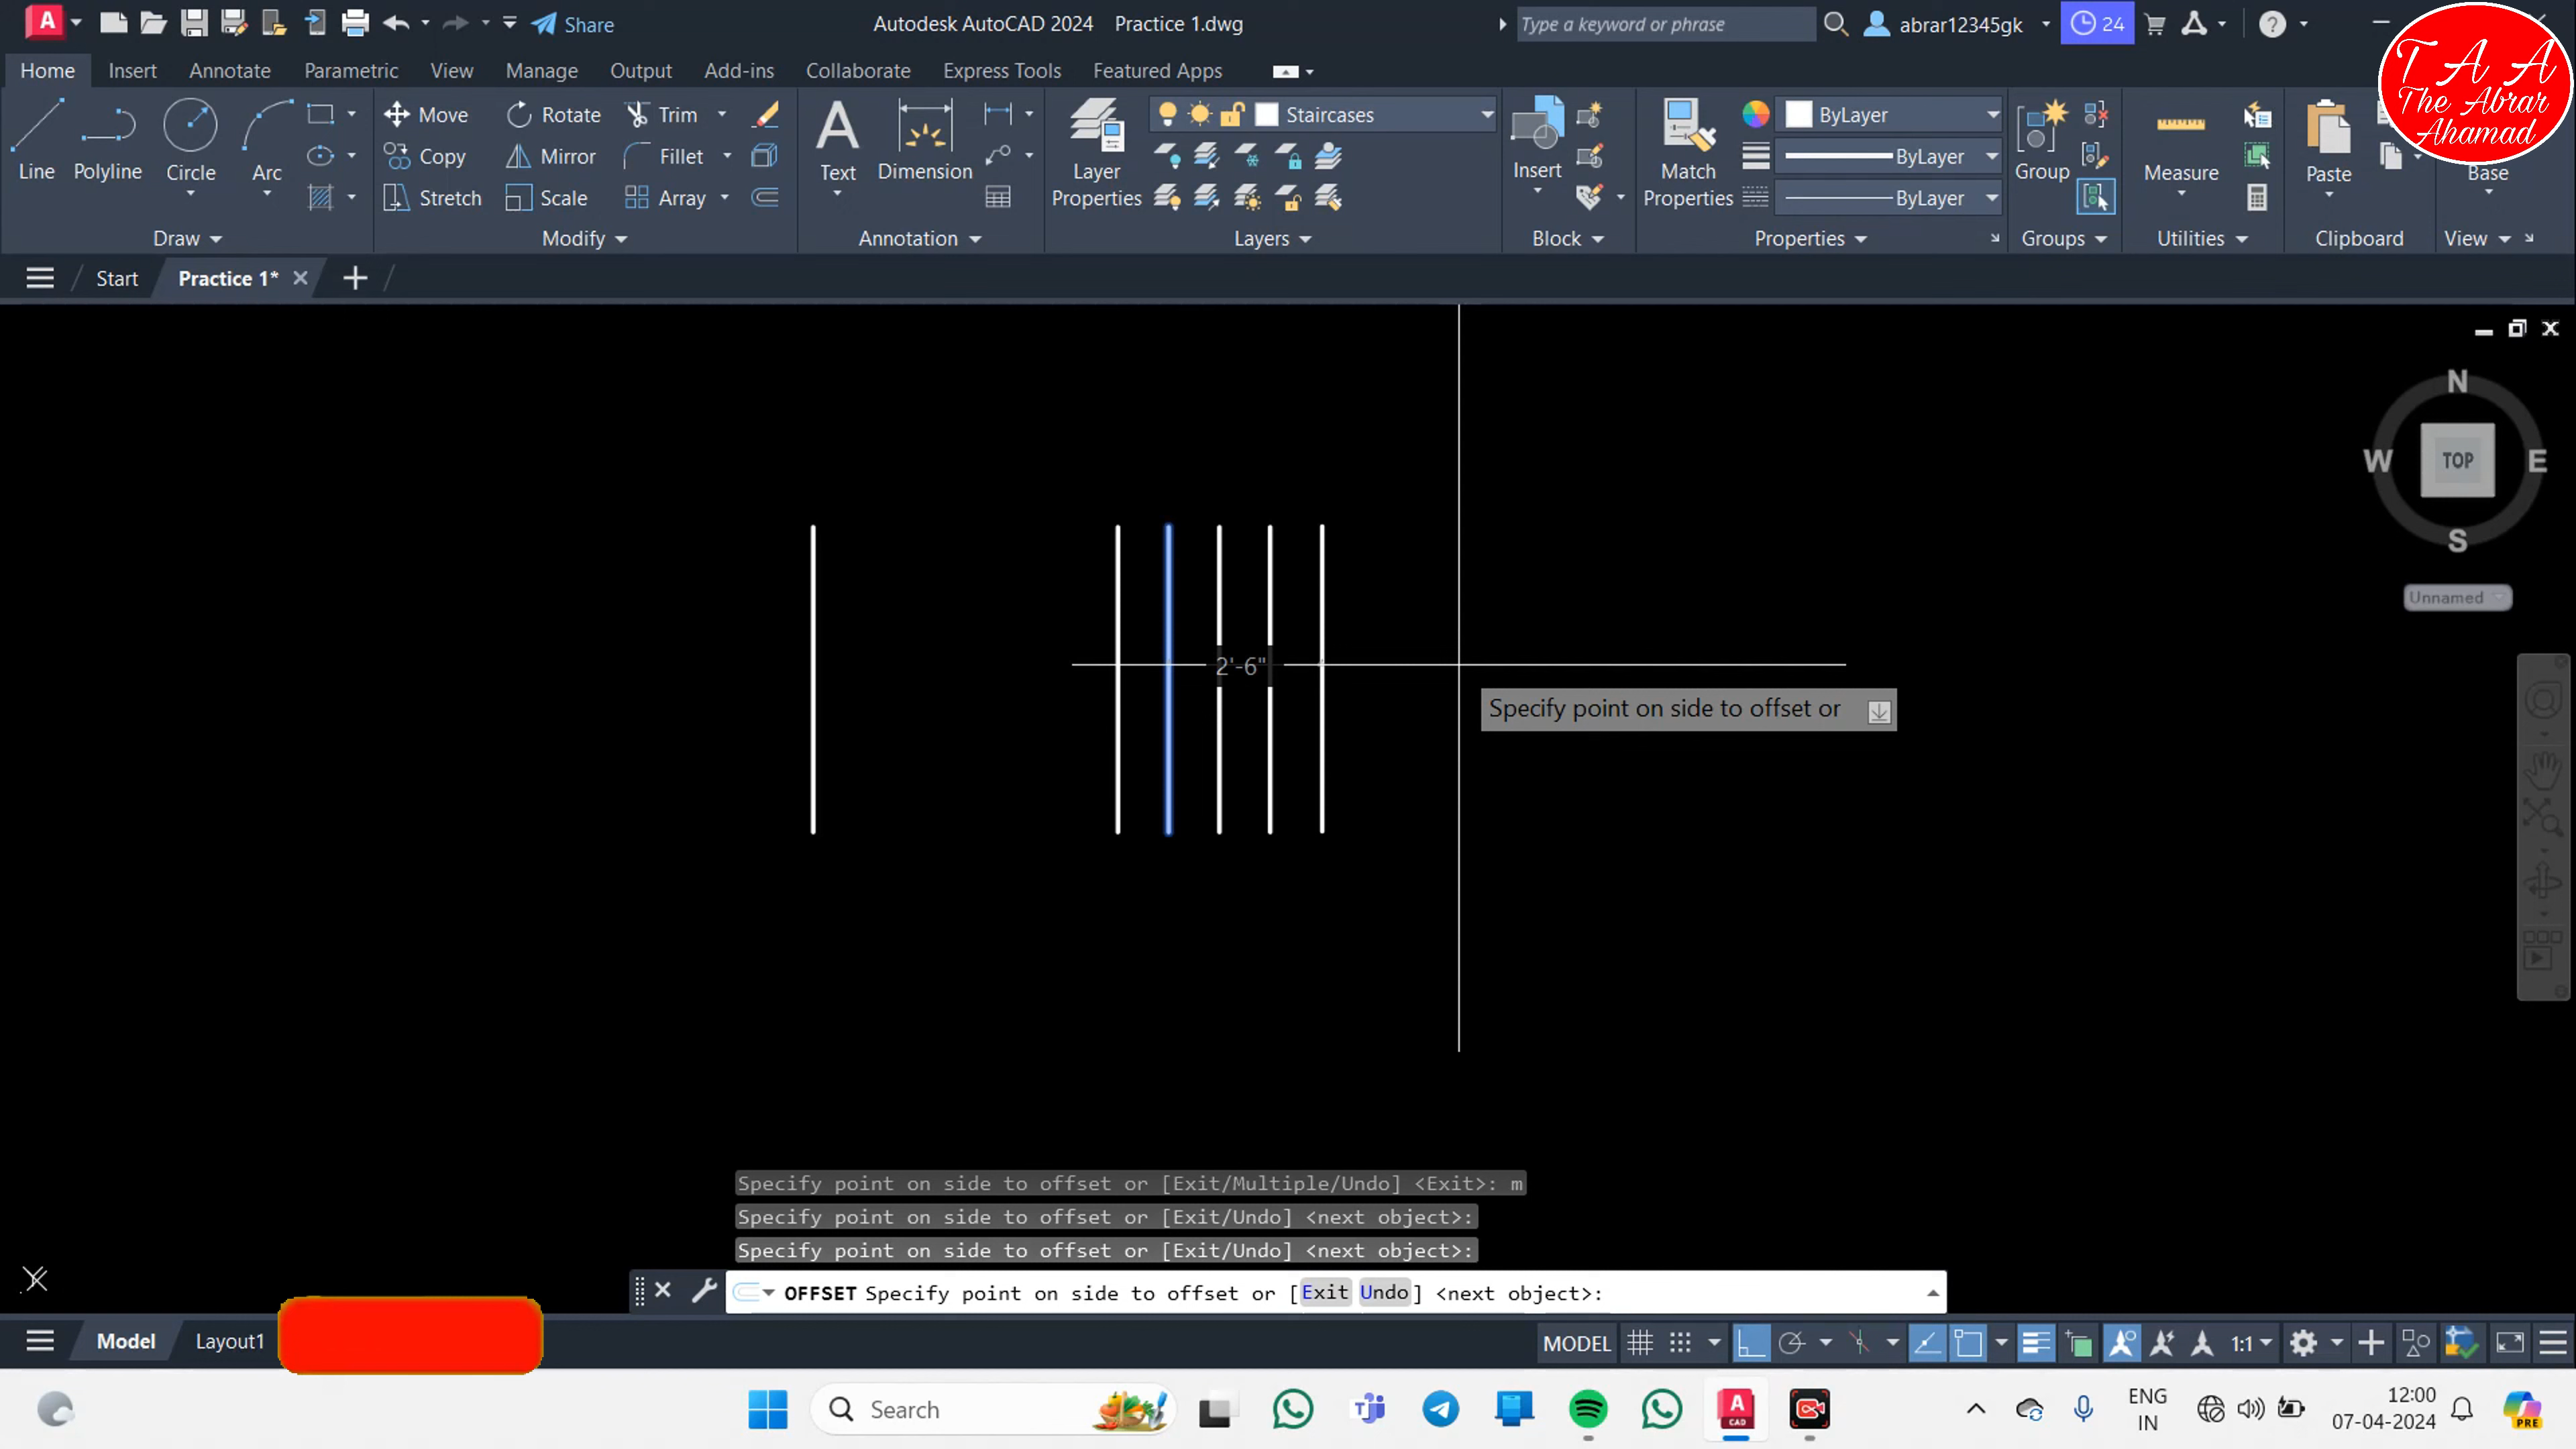 A
Share
Autodesk AutoCAD 2024 Practice 1.dwg
Type a keyword or phrase
abrar12345gk
24
T A A
The Abrar
Ahamad
Home Insert Annotate Parametric View Manage Output Add-ins Collaborate Express Tools Featured Apps
Line
Polyline
Circle
Arc
Draw
Move
Rotate
Trim
Copy
Mirror
Fillet
Stretch
Scale
Array
Modify
Text
Dimension
Annotation
Layer
Properties
Staircases
Layers
Insert
Block
Match
Properties
ByLayer
ByLayer
ByLayer
Properties
Group
Groups
Measure
Utilities
Paste
Clipboard
Base
View
Start
Practice 1*
N
W TOP E
S
Unnamed
2'-6"
Specify point on side to offset or
Specify point on side to offset or [Exit/Multiple/Undo] <Exit>: m
Specify point on side to offset or [Exit/Undo] <next object>:
Specify point on side to offset or [Exit/Undo] <next object>:
OFFSET Specify point on side to offset or [Exit Undo] <next object>:
Model Layout1
MODEL
1:1
Search
A
CAD
ENG
IN
12:00
07-04-2024
PRE